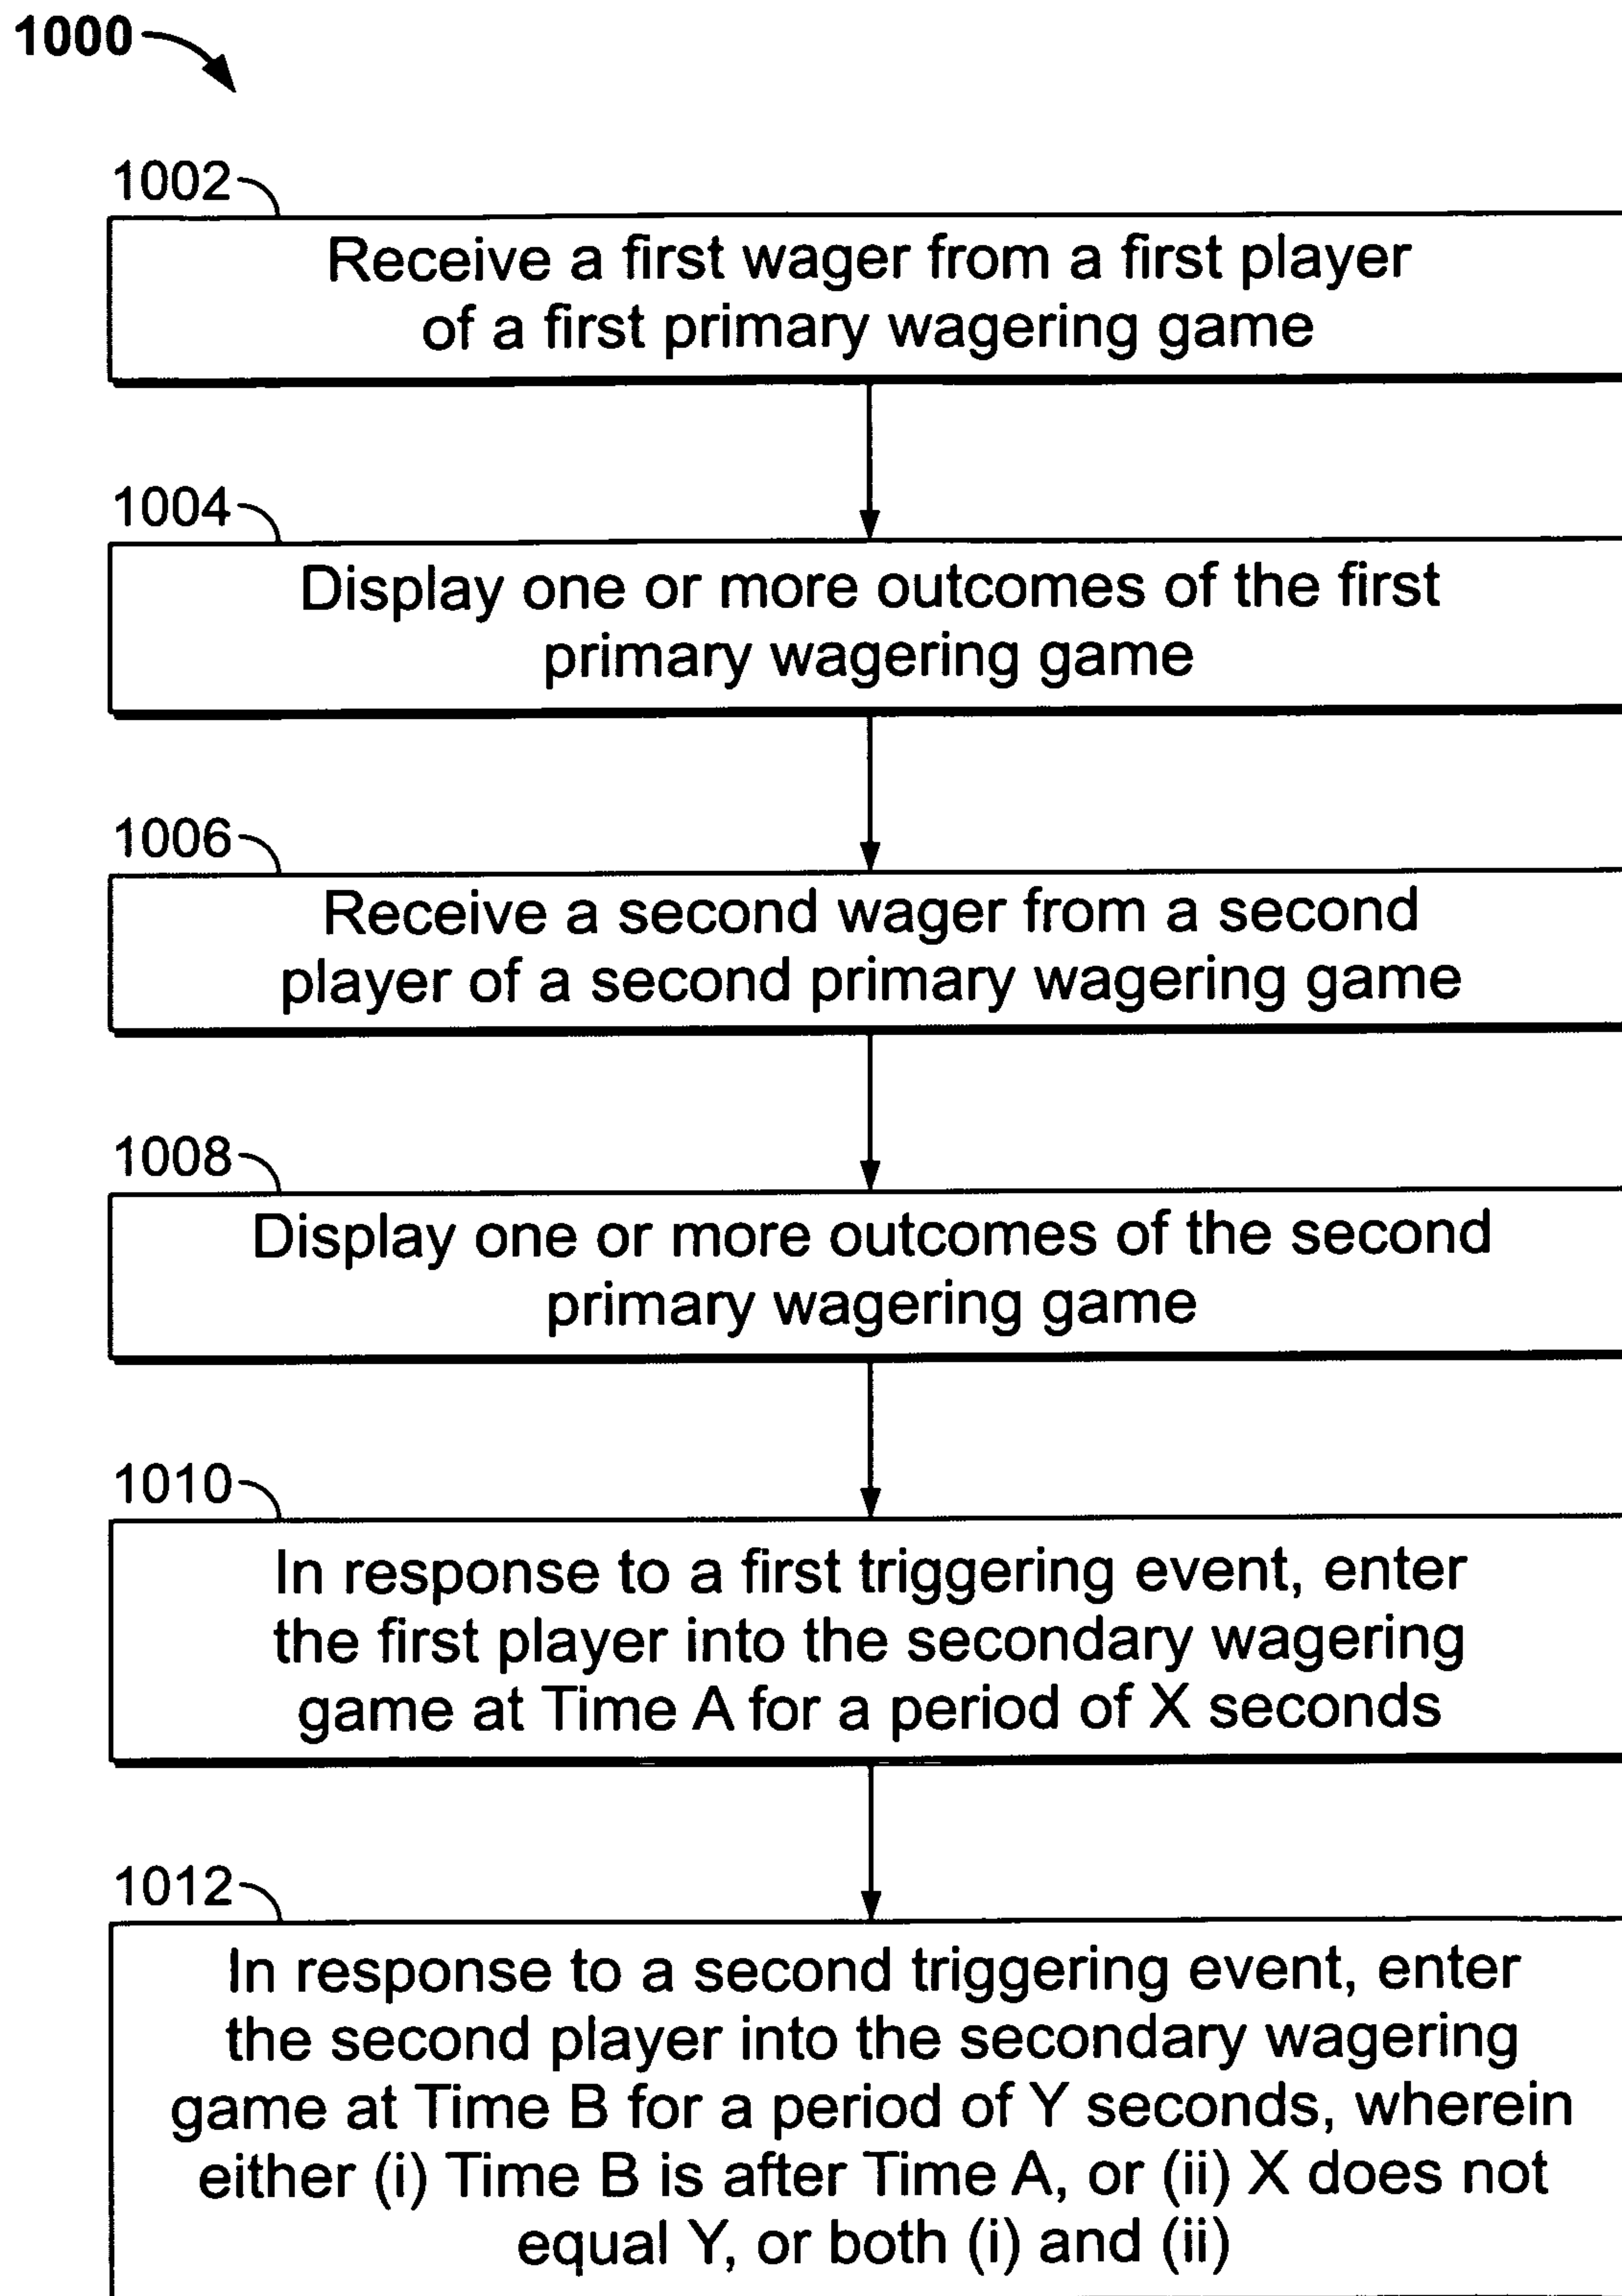 1000
1002
Receive a first wager from a first player
of a first primary wagering game
1004
Display one or more outcomes of the first
primary wagering game
1006
Receive a second wager from a second
player of a second primary wagering game
1008
Display one or more outcomes of the second
primary wagering game
1010
In response to a first triggering event, enter
the first player into the secondary wagering
game at Time A for a period of X seconds
1012
In response to a second triggering event, enter
the second player into the secondary wagering
game at Time B for a period of Y seconds, wherein
either (i) Time B is after Time A, or (ii) X does not
equal Y, or both (i) and (ii)